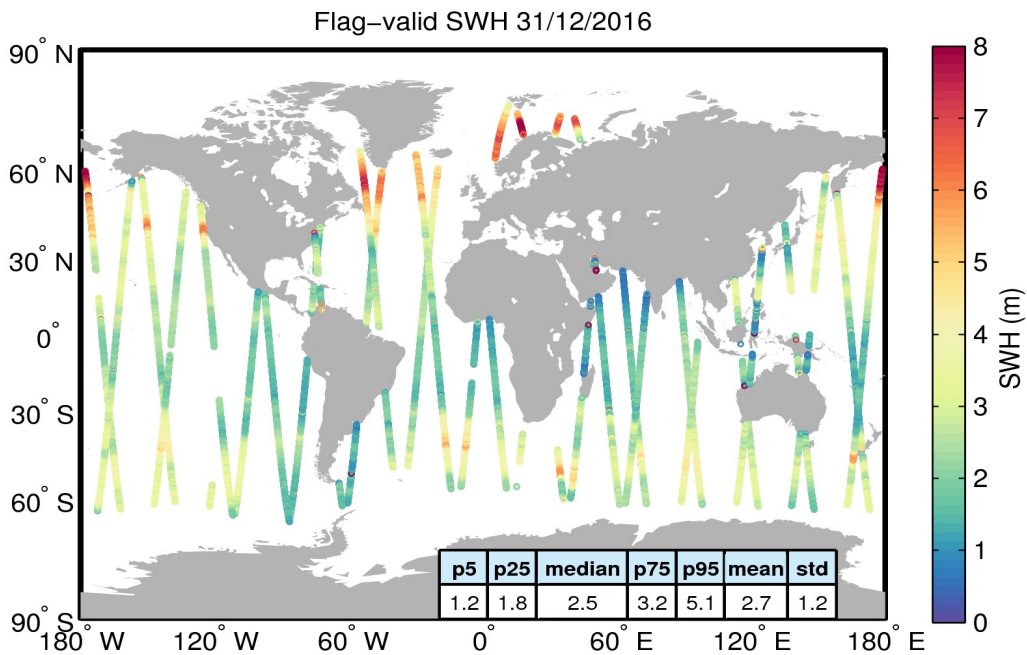 Flag−valid SWH 31/12/2016
90° N
60° N
30° N
0°
30° S
60° S
90° S
180° W
120° W
60° W
0°
60° E
120° E
180° E
p5 p25 median p75 p95 mean std
1.2 1.8 2.5 3.2 5.1 2.7 1.2
8
7
6
5
4
3
2
1
0
SWH (m)